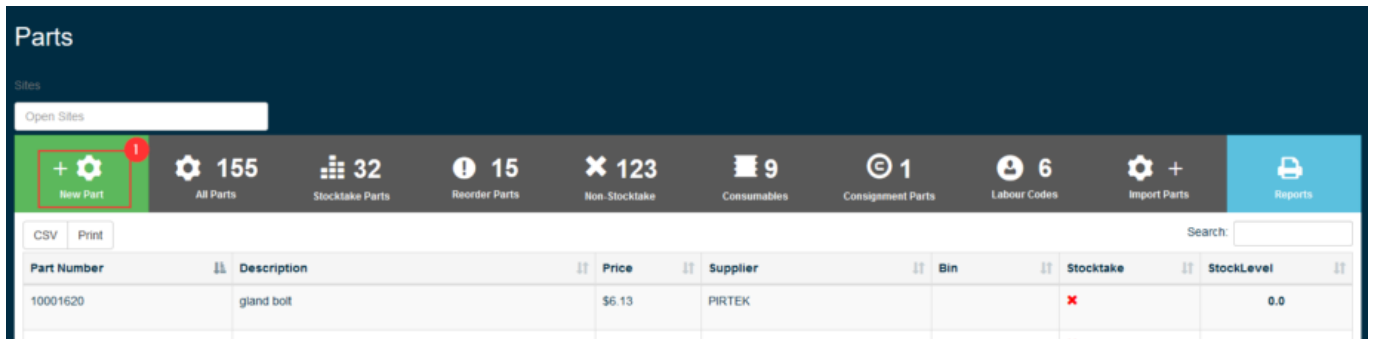 Parts
Sites
Open Sites
1
+ 155 32 15 123 9 © 1 6 +
New Part All Parts Stocktake Parts Reorder Parts Non-Stocktake Consumables Consignment Parts Labour Codes Import Parts Reports
CSV Print Search:
Part Number Description Price Supplier Bin Stocktake StockLevel
10001620 gland bolt $6.13 PIRTEK 0.0